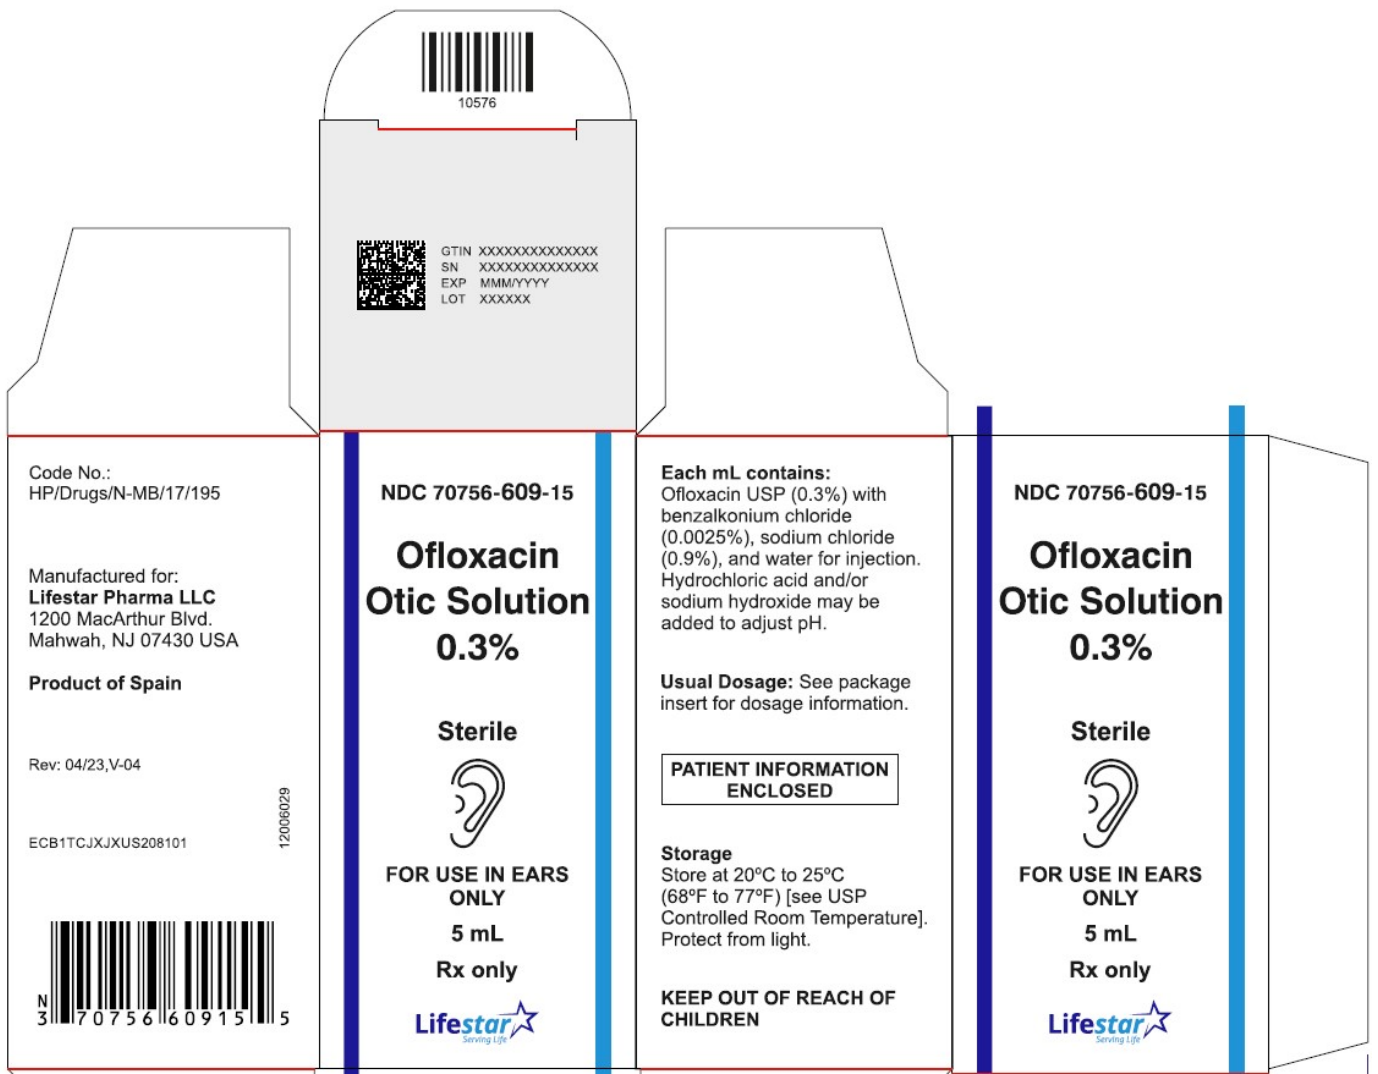 10576
GTIN XXXXXXXXXXXXXX
SN XXXXXXXXXXXXXX
EXP MMM/YYYY
LOT XXXXXX
Code No.:
HP/Drugs/N-MB/17/195
Manufactured for:
Lifestar Pharma LLC
1200 MacArthur Blvd.
Mahwah, NJ 07430 USA
Product of Spain
Rev: 04/23,V-04
12006029
ECB1TCJXJXUS208101
N
3 70756 60915 5
NDC 70756-609-15
Ofloxacin
Otic Solution
0.3%
Sterile
FOR USE IN EARS
ONLY
5 mL
Rx only
Lifestar
Serving Life
Each mL contains:
Ofloxacin USP (0.3%) with
benzalkonium chloride
(0.0025%), sodium chloride
(0.9%), and water for injection.
Hydrochloric acid and/or
sodium hydroxide may be
added to adjust pH.
Usual Dosage: See package
insert for dosage information.
PATIENT INFORMATION
ENCLOSED
Storage
Store at 20ºC to 25ºC
(68ºF to 77ºF) [see USP
Controlled Room Temperature].
Protect from light.
KEEP OUT OF REACH OF
CHILDREN
NDC 70756-609-15
Ofloxacin
Otic Solution
0.3%
Sterile
FOR USE IN EARS
ONLY
5 mL
Rx only
Lifestar
Serving Life